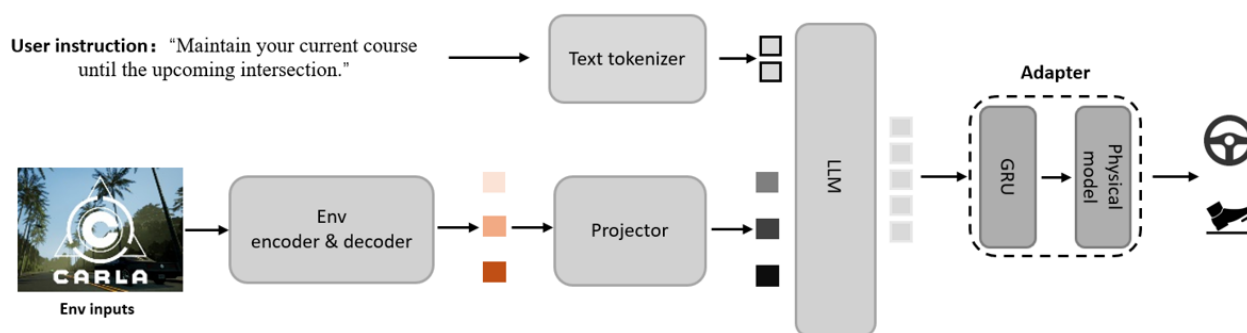 User instruction： “Maintain your current course
until the upcoming intersection.”
Text tokenizer
Adapter
LLM
GRU
Physical
model
Env
encoder & decoder
Projector
CARLA
Env inputs